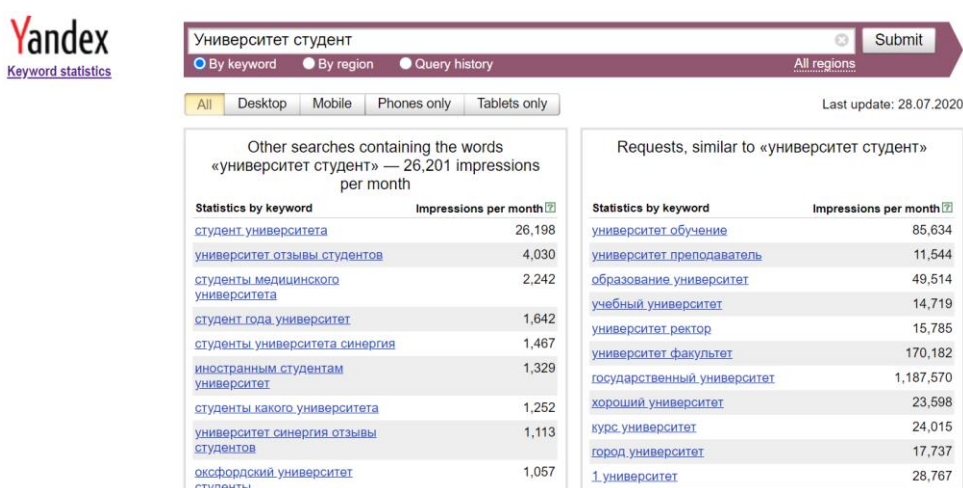 Yandex
Keyword statistics
Университет студент
Submit
By keyword By region Query history All regions
All Desktop Mobile Phones only Tablets only
Last update: 28.07.2020
Other searches containing the words
«университет студент» — 26,201 impressions
per month
Statistics by keyword Impressions per month ?
студент университета 26,198
университет отзывы студентов 4,030
студенты медицинского 2,242
университета
студент года университет 1,642
студенты университета синергия 1,467
иностранным студентам 1,329
университет
студенты какого университета 1,252
университет синергия отзывы 1,113
студентов
оксфордский университет 1,057
студенты
Requests, similar to «университет студент»
Statistics by keyword Impressions per month ?
университет обучение 85,634
университет преподаватель 11,544
образование университет 49,514
учебный университет 14,719
университет ректор 15,785
университет факультет 170,182
государственный университет 1,187,570
хороший университет 23,598
курс университет 24,015
город университет 17,737
1 университет 28,767